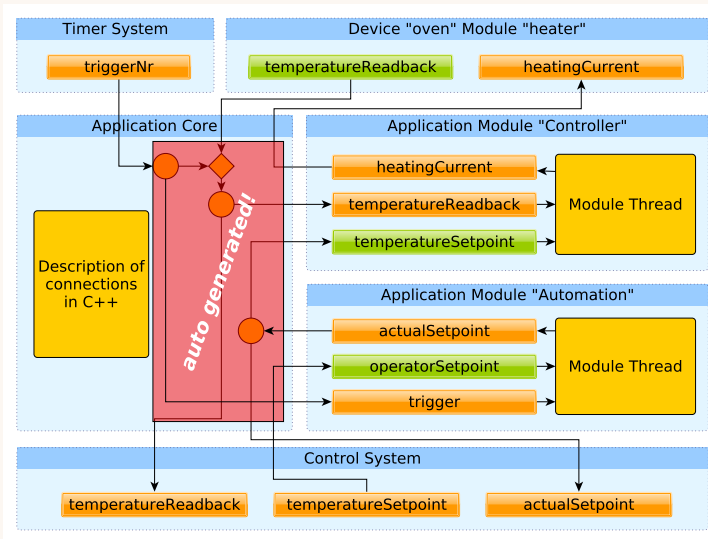 Timer System
triggerNr
Device "oven" Module "heater"
temperatureReadback
heatingCurrent
Application Core
Description of
connections
in C++
auto generated!
Application Module "Controller"
heatingCurrent
temperatureReadback
temperatureSetpoint
Module Thread
Application Module "Automation"
actualSetpoint
operatorSetpoint
trigger
Module Thread
Control System
temperatureReadback
temperatureSetpoint
actualSetpoint